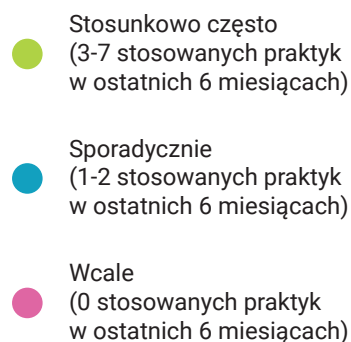 Stosunkowo często
(3-7 stosowanych praktyk
w ostatnich 6 miesiącach)
Sporadycznie
(1-2 stosowanych praktyk
w ostatnich 6 miesiącach)
Wcale
(0 stosowanych praktyk
w ostatnich 6 miesiącach)